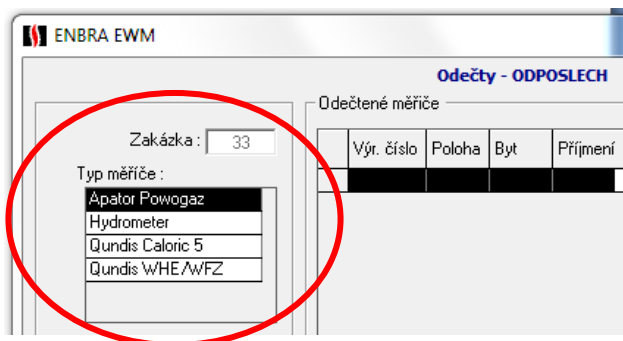 ENBRA EWM
Odečty - ODPOSLECH
Zakázka : 33
Typ měříče :
Apator Powogaz
Hydrometer
Qundis Caloric 5
Qundis WHE/WFZ
Odečtené měřiče
Výr. číslo Poloha Byt Příjmení